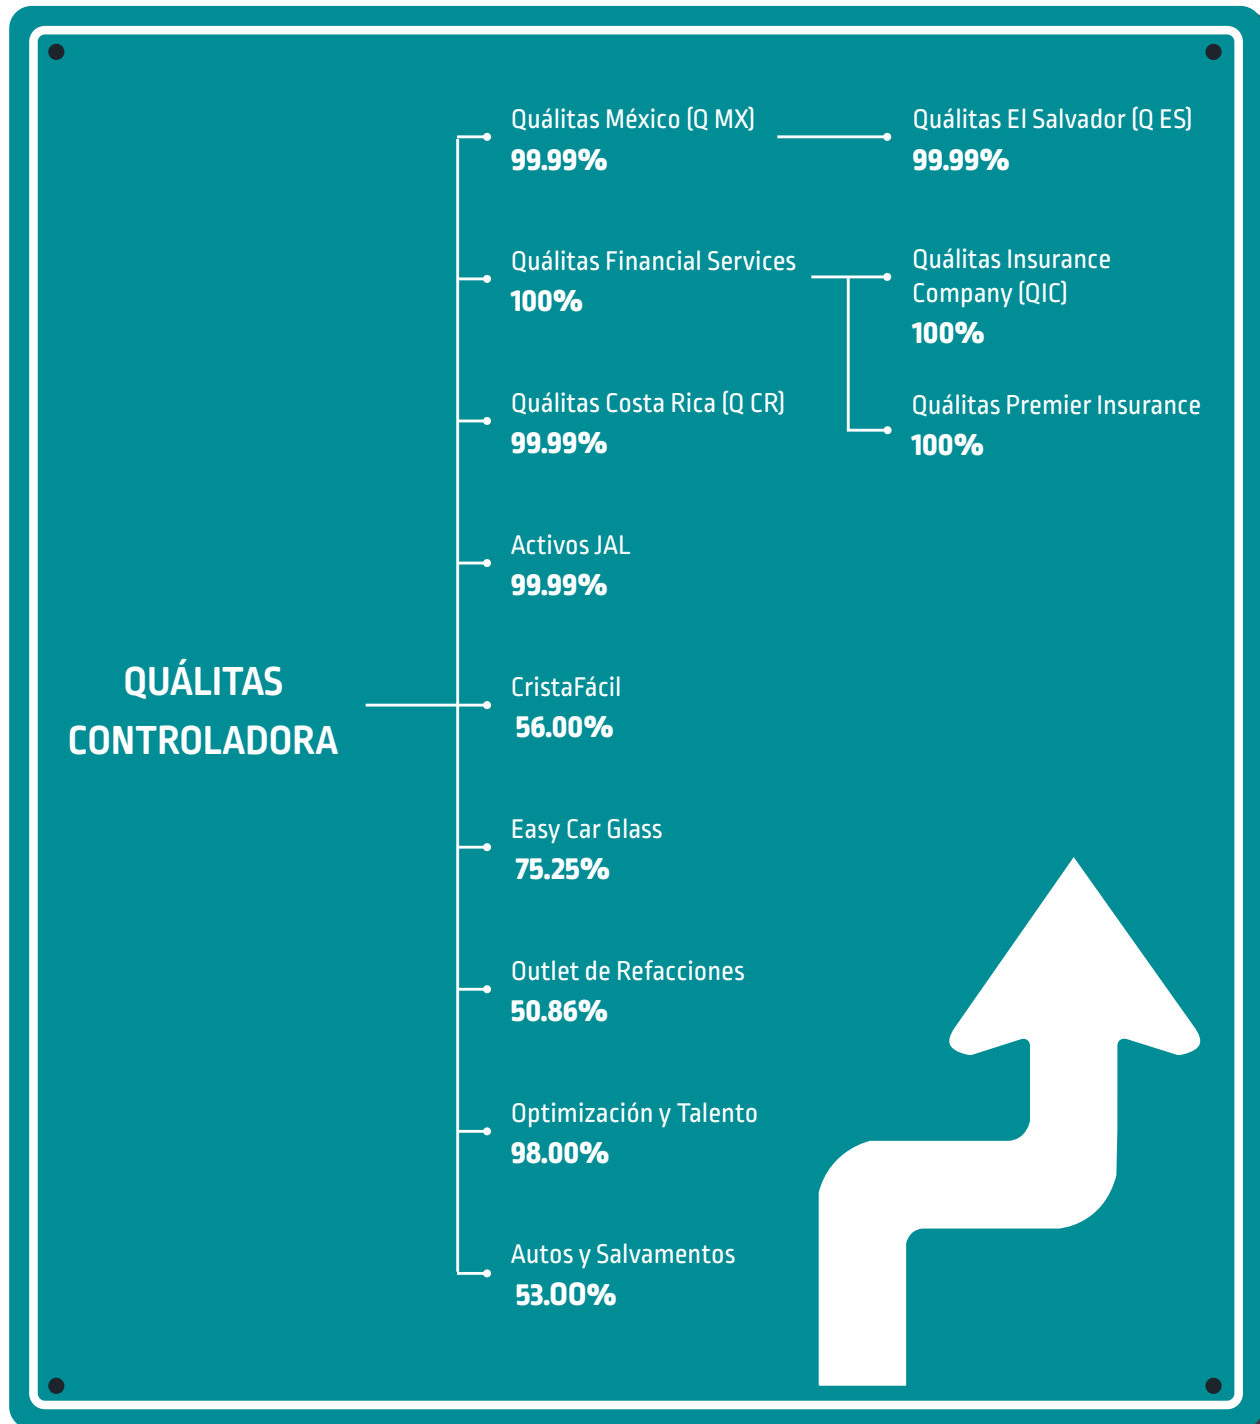 Quálitas México (Q MX)
99.99%
Quálitas El Salvador (Q ES)
99.99%
Quálitas Financial Services
100%
Quálitas Insurance
Company (QIC)
100%
Quálitas Premier Insurance
100%
Quálitas Costa Rica (Q CR)
99.99%
Activos JAL
99.99%
QUÁLITAS
CONTROLADORA
CristaFácil
56.00%
Easy Car Glass
75.25%
Outlet de Refacciones
50.86%
Optimización y Talento
98.00%
Autos y Salvamentos
53.00%